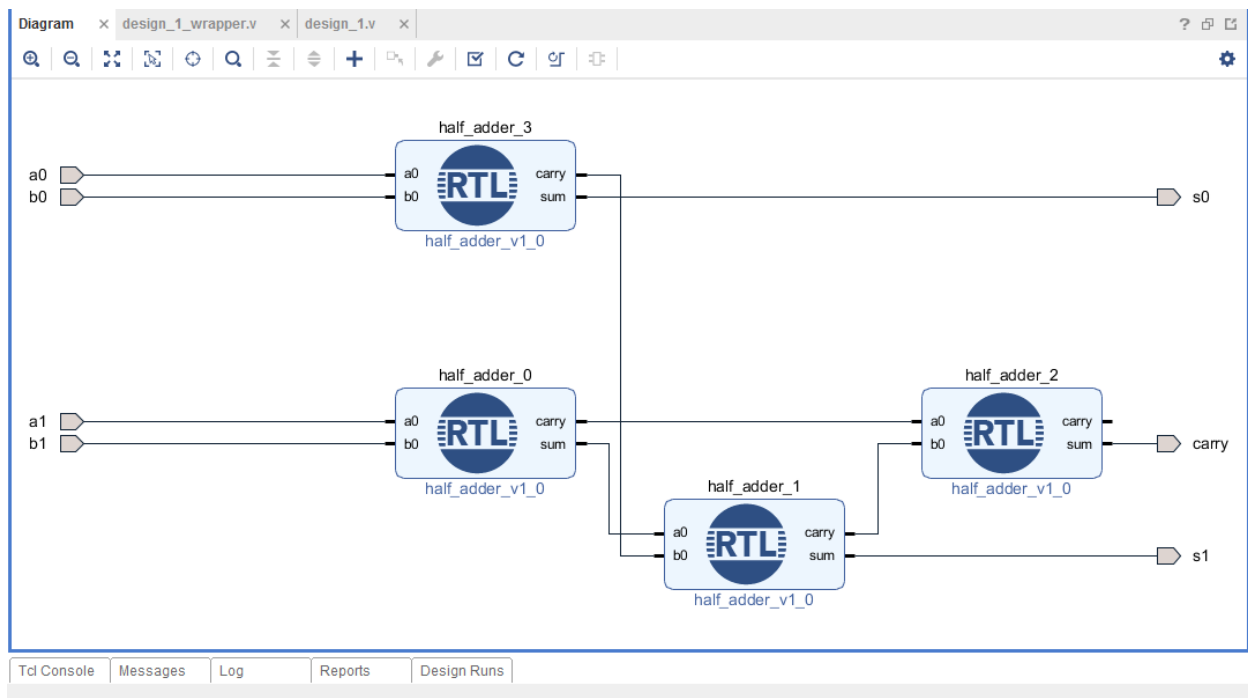 Diagram × design_1_wrapper.v × design_1.v ×
?
half_adder_3
a0 a0 RTL carry
b0 b0 sum s0
half_adder_v1_0
half_adder_0 half_adder_2
a1 a0 RTL carry a0 RTL carry
b1 b0 sum b0 sum carry
half_adder_v1_0 half_adder_1 half_adder_v1_0
a0 RTL carry
b0 sum s1
half_adder_v1_0
Tcl Console Messages Log Reports Design Runs